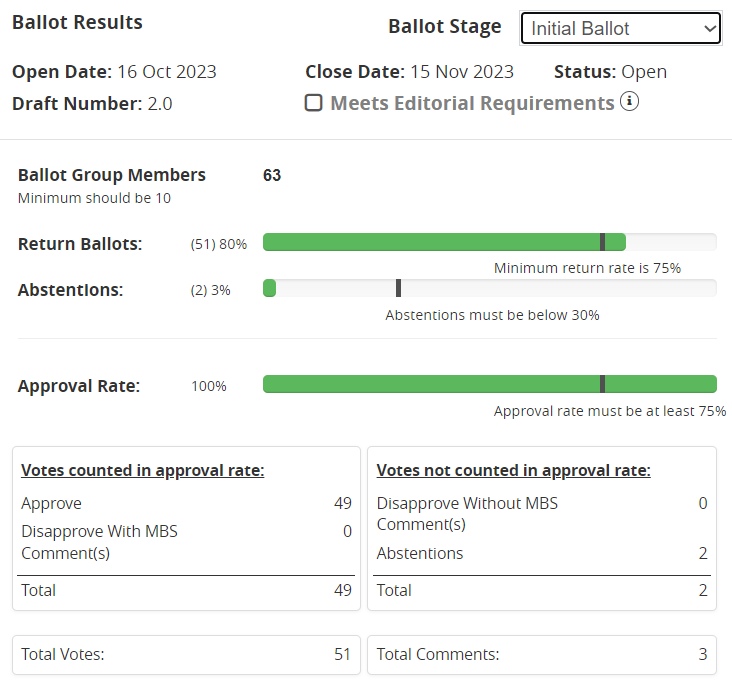 Ballot Results
Ballot Stage
Initial Ballot
Open Date: 16 Oct 2023
Close Date: 15 Nov 2023
Status: Open
Draft Number: 2.0
Meets Editorial Requirements
Ballot Group Members 63
Minimum should be 10
Return Ballots: (51) 80%
Minimum return rate is 75%
Abstentions: (2) 3%
Abstentions must be below 30%
Approval Rate: 100%
Approval rate must be at least 75%
Votes counted in approval rate:
Approve 49
Disapprove With MBS 0
Comment(s)
Total 49
Votes not counted in approval rate:
Disapprove Without MBS 0
Comment(s)
Abstentions 2
Total 2
Total Votes: 51
Total Comments: 3